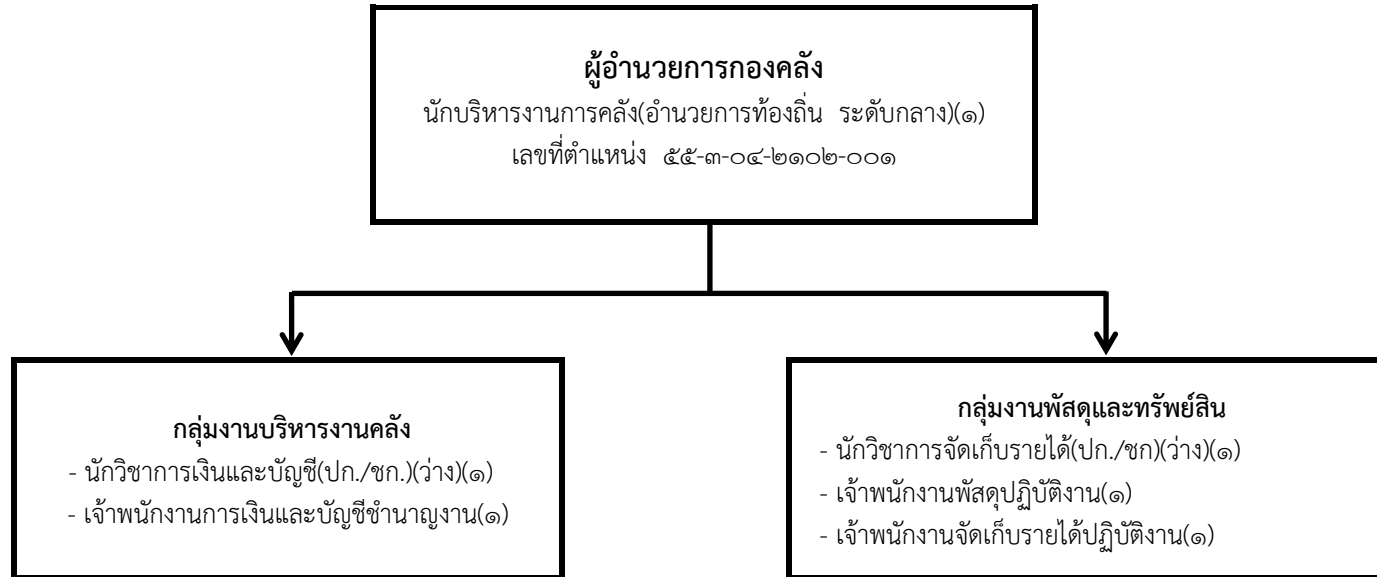 ผู้อำนวยการกองคลัง
นักบริหารงานการคลัง(อำนวยการท้องถิ่น ระดับกลาง)(๑)
เลขที่ตำแหน่ง ๕๕-๓-๐๔-๒๑๐๒-๐๐๑
กลุ่มงานบริหารงานคลัง
- นักวิชาการเงินและบัญชี(ปก./ชก.)(ว่าง)(๑)
- เจ้าพนักงานการเงินและบัญชีชำนาญงาน(๑)
กลุ่มงานพัสดุและทรัพย์สิน
- นักวิชาการจัดเก็บรายได้(ปก./ชก)(ว่าง)(๑)
- เจ้าพนักงานพัสดุปฏิบัติงาน(๑)
- เจ้าพนักงานจัดเก็บรายได้ปฏิบัติงาน(๑)